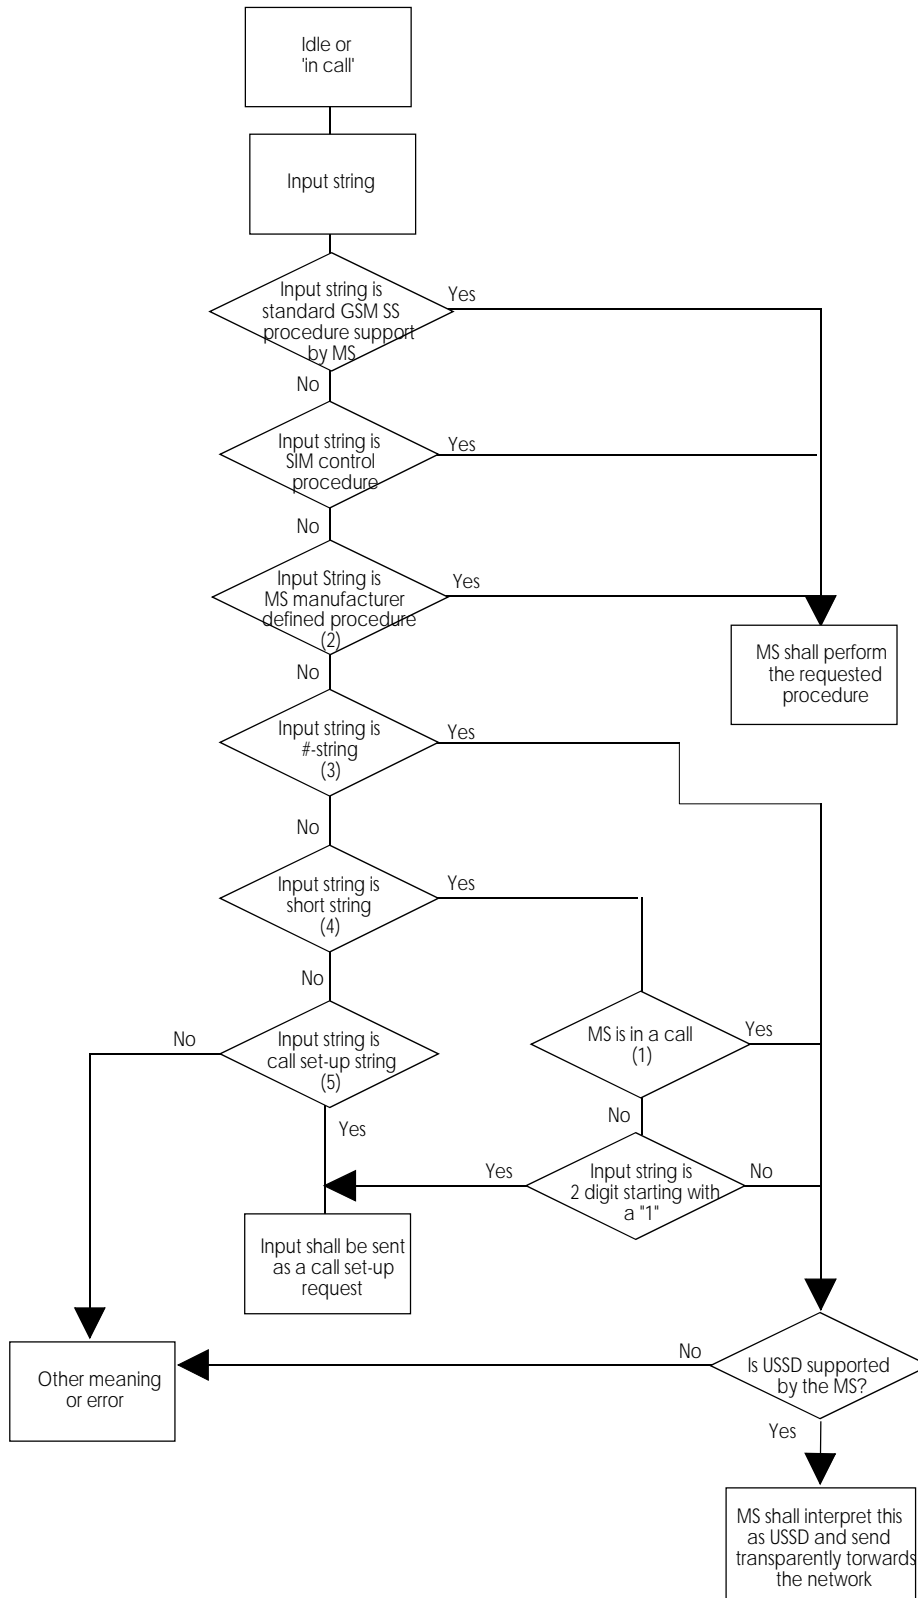 Idle or
'in call'
Input string
Input string is
standard GSM SS
procedure support
by MS
Yes
No
Input string is
SIM control
procedure
Yes
No
Input String is
MS manufacturer
defined procedure
(2)
Yes
MS shall perform
the requested
procedure
No
Input string is
#-string
(3)
Yes
No
Input string is
short string
(4)
Yes
No
Input string is
call set-up string
(5)
No
Yes
MS is in a call
(1)
Yes
No
Input string is
2 digit starting with
a "1"
Yes
No
Input shall be sent
as a call set-up
request
Other meaning
or error
No
Is USSD supported
by the MS?
Yes
MS shall interpret this
as USSD and send
transparently torwards
the network